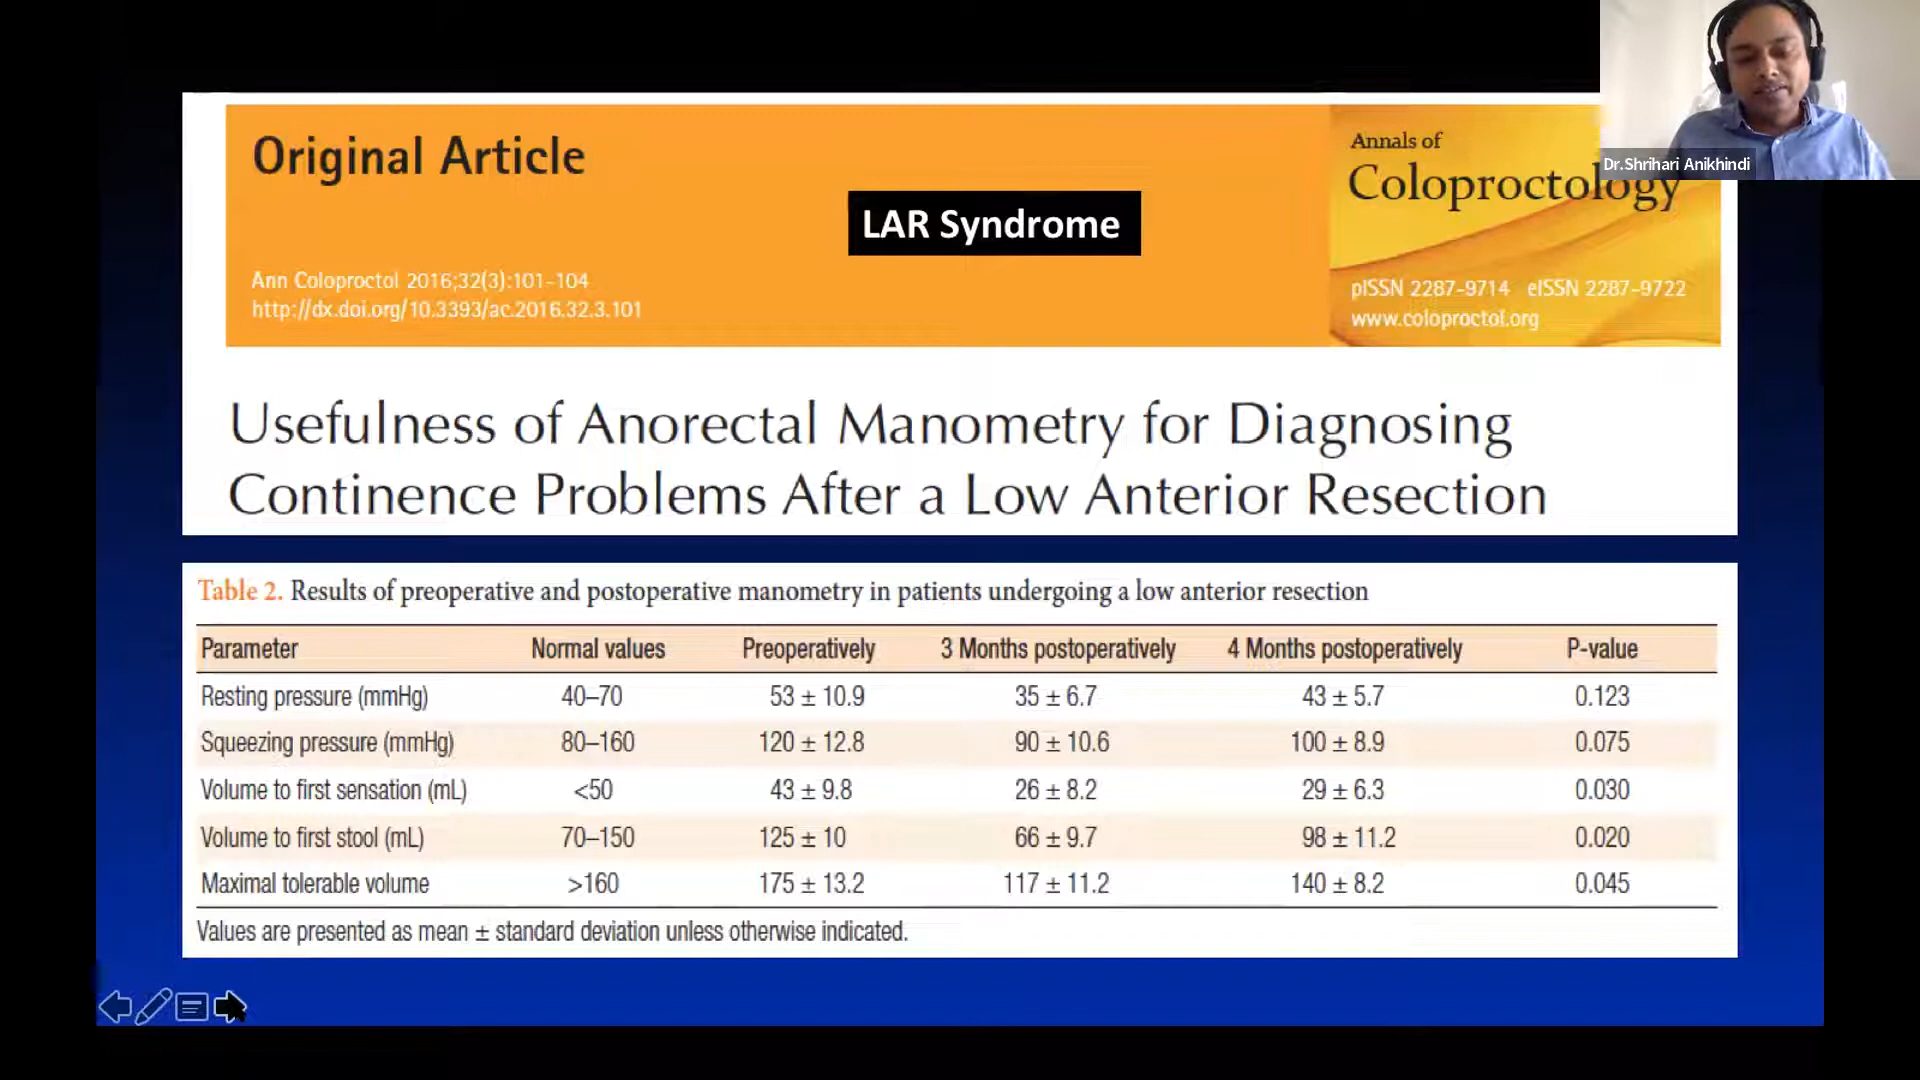 Original Article
LAR Syndrome
Ann Coloproctol 2016;32(3):101-104
http://dx.doi.org/10.3393/ac.2016.32.3.101
Annals of
Coloproctology
pISSN 2287-9714 eISSN 2287-9722
www.coloproctol.org
Dr.Shrihari Anikhindi
Usefulness of Anorectal Manometry for Diagnosing
Continence Problems After a Low Anterior Resection
Table 2. Results of preoperative and postoperative manometry in patients undergoing a low anterior resection
Parameter Normal values Preoperatively 3 Months postoperatively 4 Months postoperatively P-value
Resting pressure (mmHg) 40–70 53 ± 10.9 35 ± 6.7 43 ± 5.7 0.123
Squeezing pressure (mmHg) 80–160 120 ± 12.8 90 ± 10.6 100 ± 8.9 0.075
Volume to first sensation (mL) <50 43 ± 9.8 26 ± 8.2 29 ± 6.3 0.030
Volume to first stool (mL) 70–150 125 ± 10 66 ± 9.7 98 ± 11.2 0.020
Maximal tolerable volume >160 175 ± 13.2 117 ± 11.2 140 ± 8.2 0.045
Values are presented as mean ± standard deviation unless otherwise indicated.